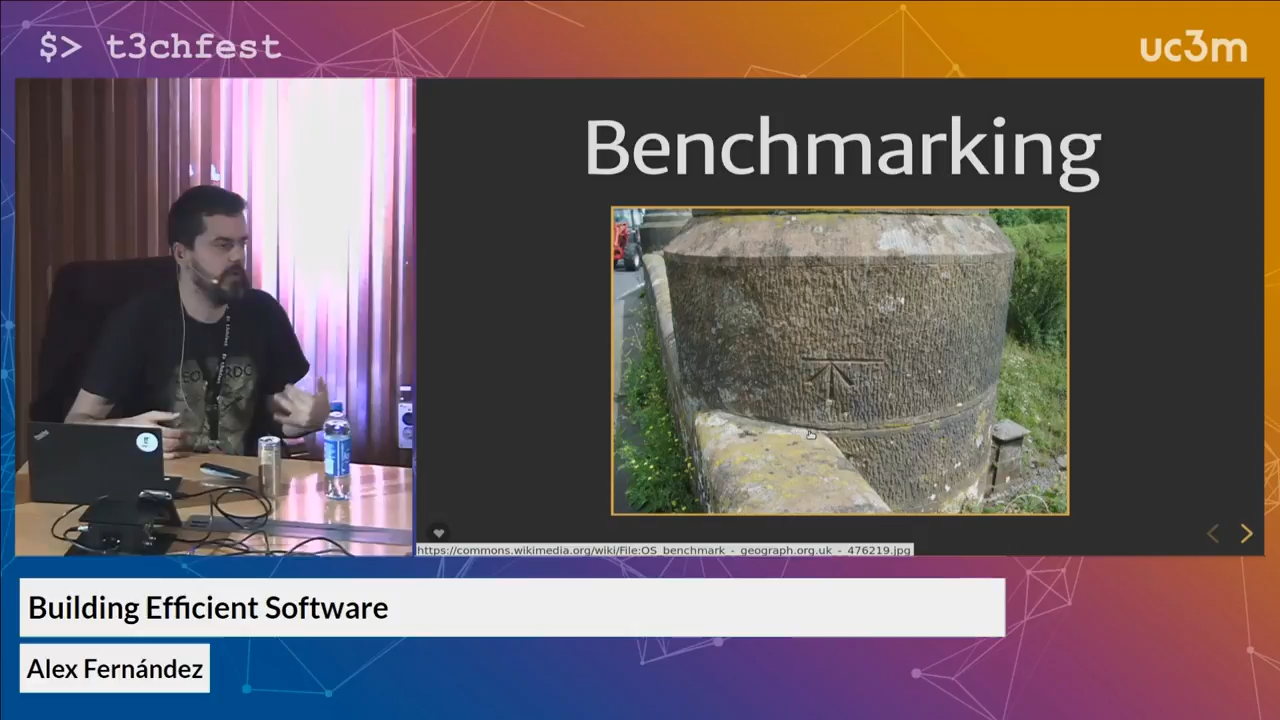 $> t3chfest
uc3m
Benchmarking
https://commons.wikimedia.org/wiki/File:OS_benchmark_-_geograph.org.uk_-_476219.jpg
Building Efficient Software
Alex Fernández